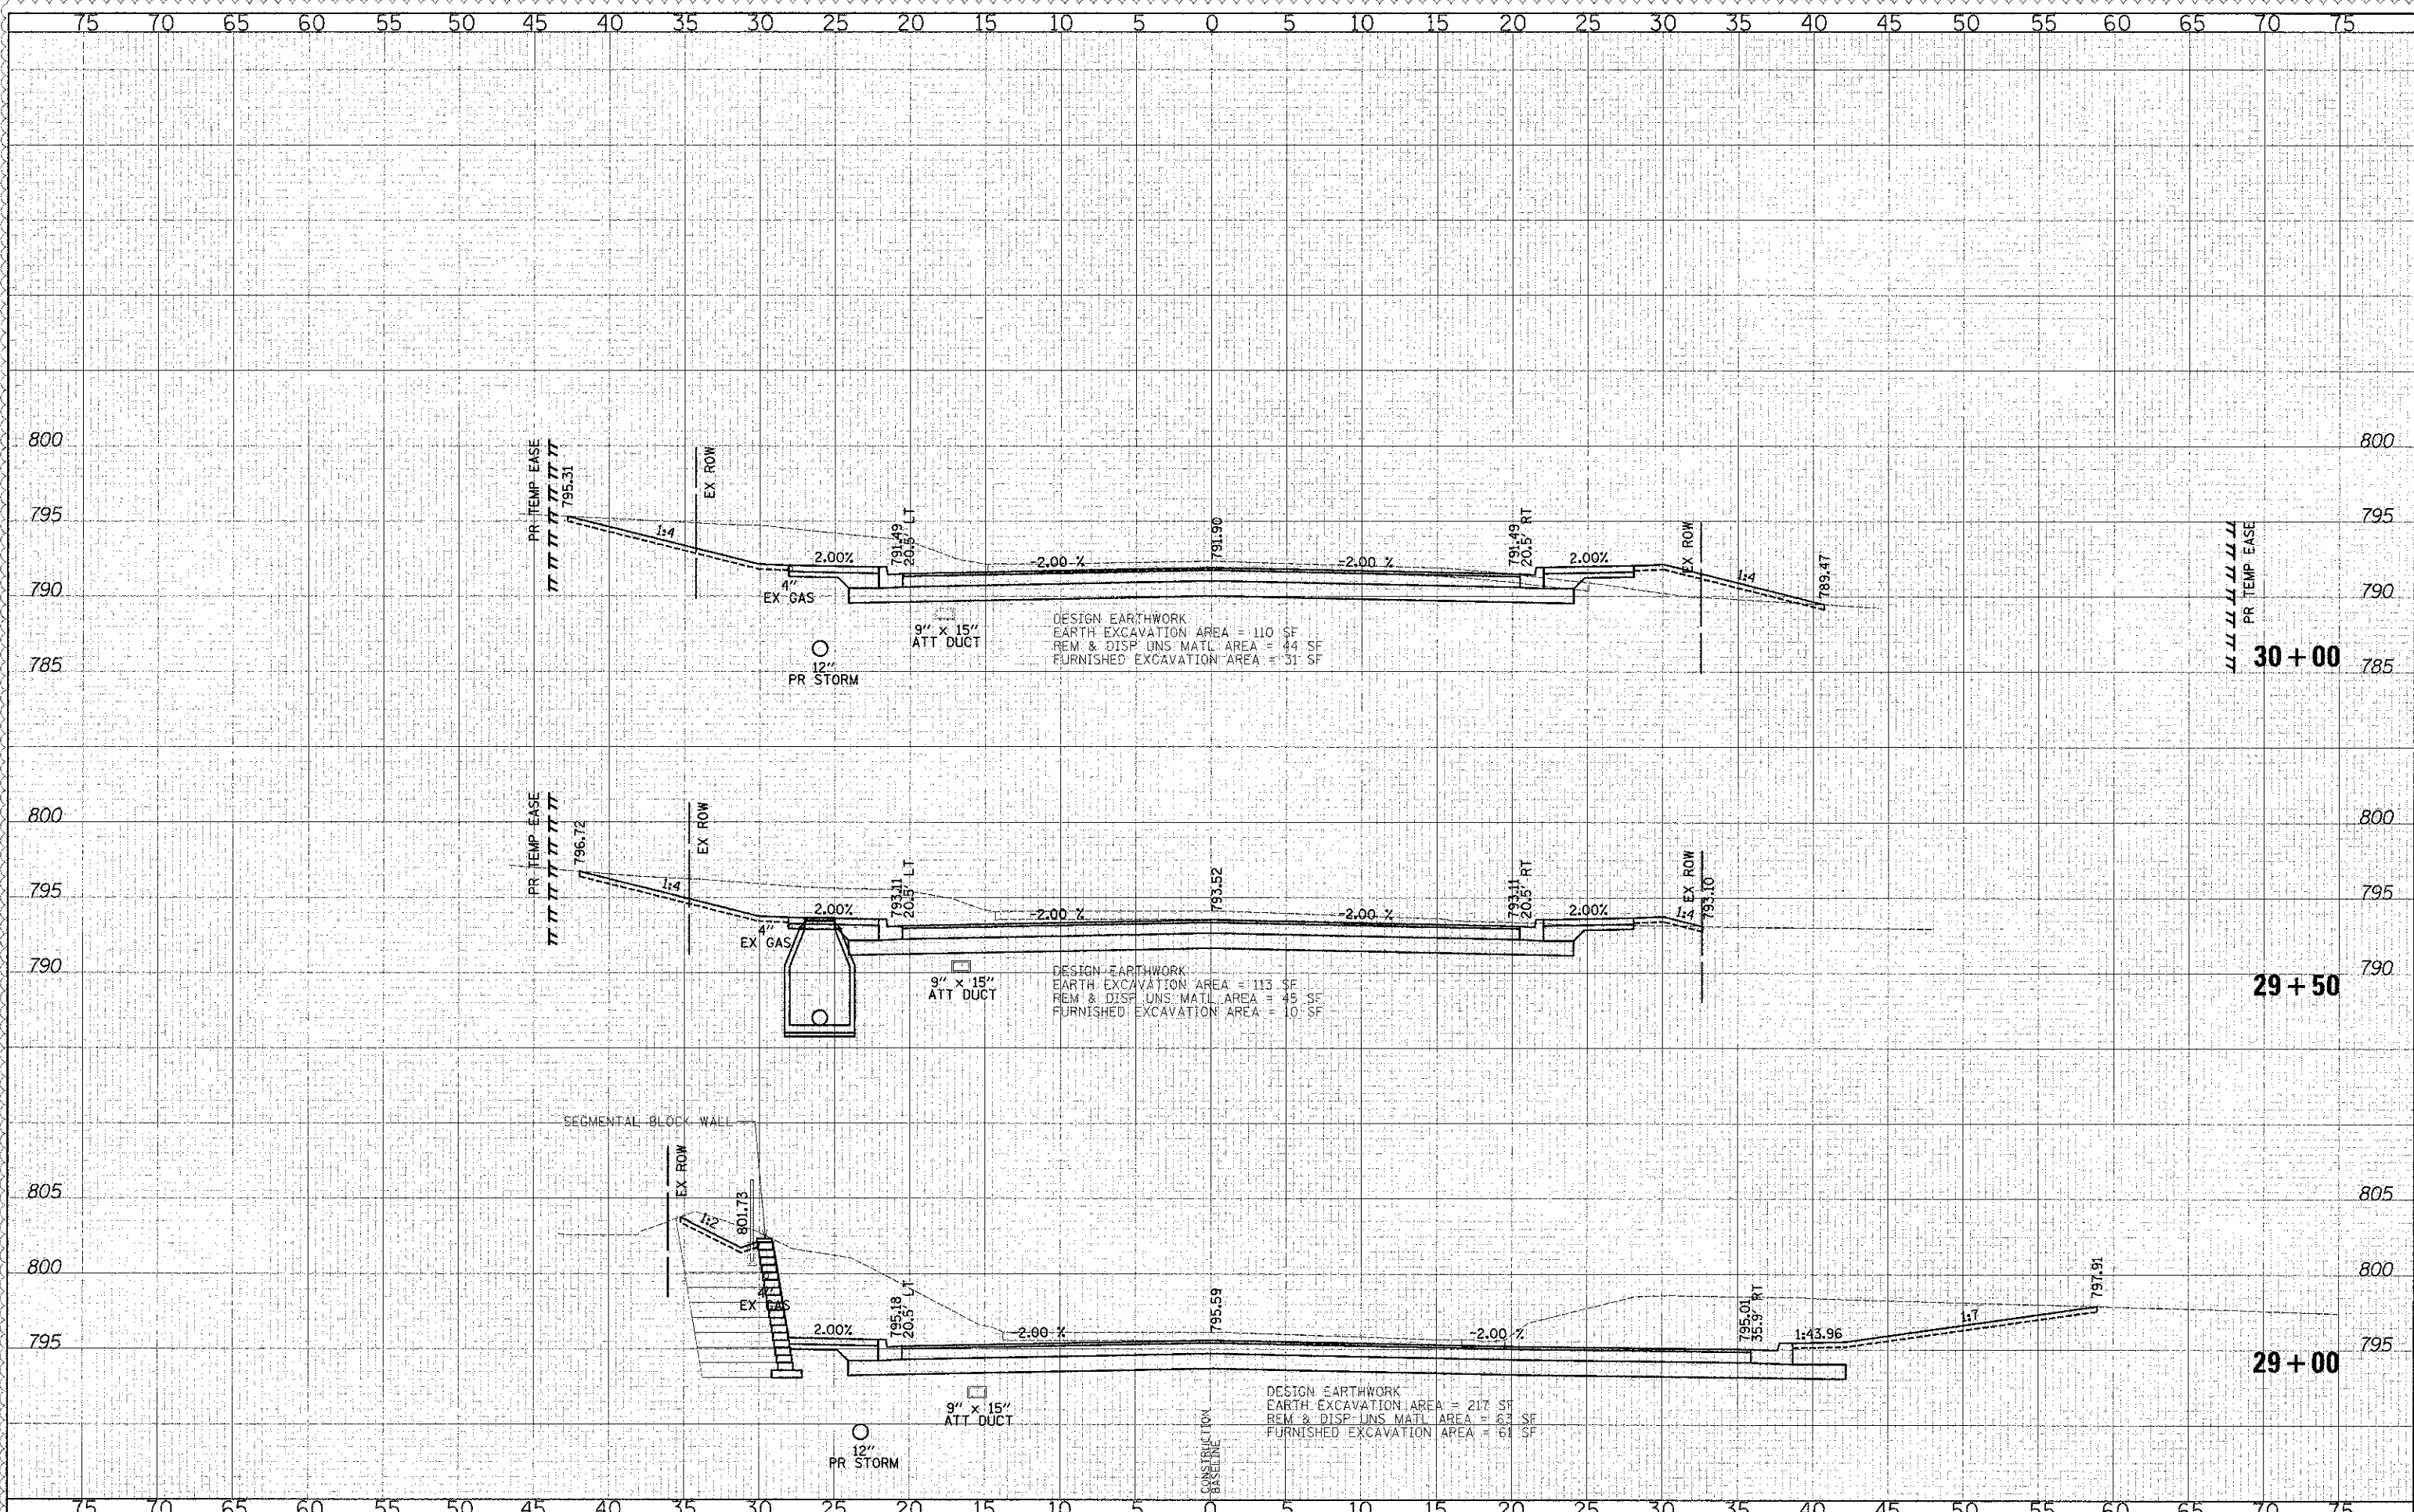 75 70 65 60 55 50 45 40 35 30 25 20 15 10 5 0 5 10 15 20 25 30 35 40 45 50 55 60 65 70 75
800
800
PR TEMP EASE
795.31
EX ROW
795
795
1:4
2.00%
791.49
20.5' LT
-2.00 %
791.90
-2.00 %
791.49
20.5' RT
2.00%
EX ROW
1:4
789.47
PR TEMP EASE
790
790
4"
EX GAS
9" x 15"
ATT DUCT
DESIGN EARTHWORK
EARTH EXCAVATION AREA = 110 SF
REM & DISP UNS MATL AREA = 44 SF
FURNISHED EXCAVATION AREA = 31 SF
12"
PR STORM
785
30+00
785
800
800
PR TEMP EASE
796.72
EX ROW
795
795
1:4
2.00%
793.11
20.5' LT
-2.00 %
793.52
-2.00 %
793.11
20.5' RT
2.00%
EX ROW
1:4
793.10
4"
EX GAS
790
790
9" x 15"
ATT DUCT
DESIGN EARTHWORK
EARTH EXCAVATION AREA = 113 SF
REM & DISP UNS MATL AREA = 45 SF
FURNISHED EXCAVATION AREA = 10 SF
29+50
SEGMENTAL BLOCK WALL
EX ROW
805
805
1:2
801.73
800
800
4"
EX GAS
795
795
2.00%
795.18
20.5' LT
-2.00 %
795.59
-2.00 %
795.01
35.9' RT
1:43.96
1:7
797.91
29+00
9" x 15"
ATT DUCT
12"
PR STORM
CONSTRUCTION
BASELINE
DESIGN EARTHWORK
EARTH EXCAVATION AREA = 217 SF
REM & DISP UNS MATL AREA = 63 SF
FURNISHED EXCAVATION AREA = 61 SF
75 70 65 60 55 50 45 40 35 30 25 20 15 10 5 0 5 10 15 20 25 30 35 40 45 50 55 60 65 70 75